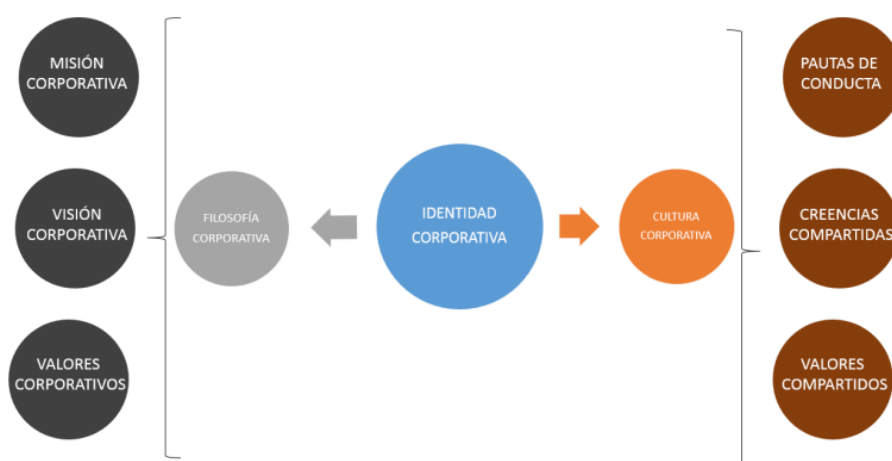 MISIÓN
CORPORATIVA
VISIÓN
CORPORATIVA
VALORES
CORPORATIVOS
FILOSOFÍA
CORPORATIVA
IDENTIDAD
CORPORATIVA
CULTURA
CORPORATIVA
PAUTAS DE
CONDUCTA
CREENCIAS
COMPARTIDAS
VALORES
COMPARTIDOS